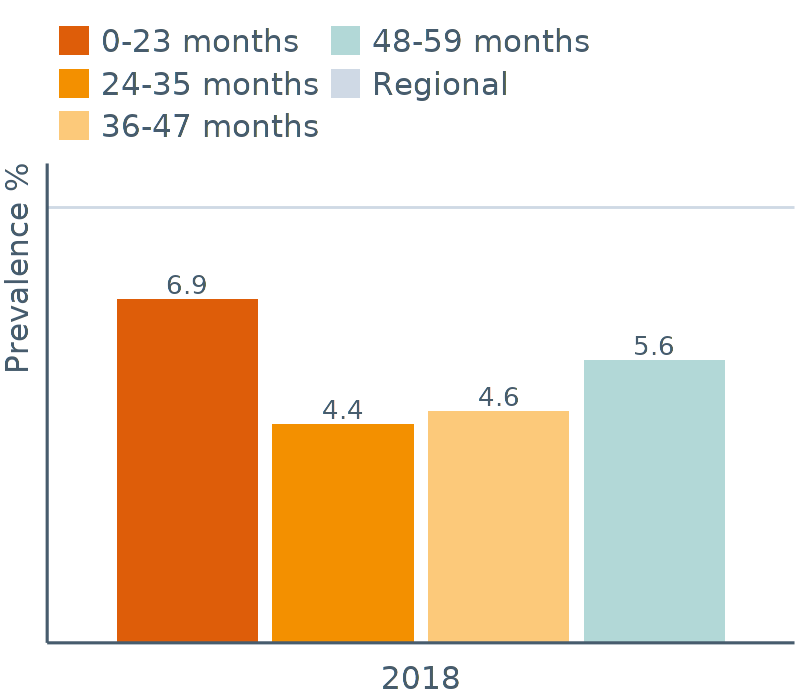 0-23 months
24-35 months
36-47 months
48-59 months
Regional
Prevalence %
6.9
4.4
4.6
5.6
2018